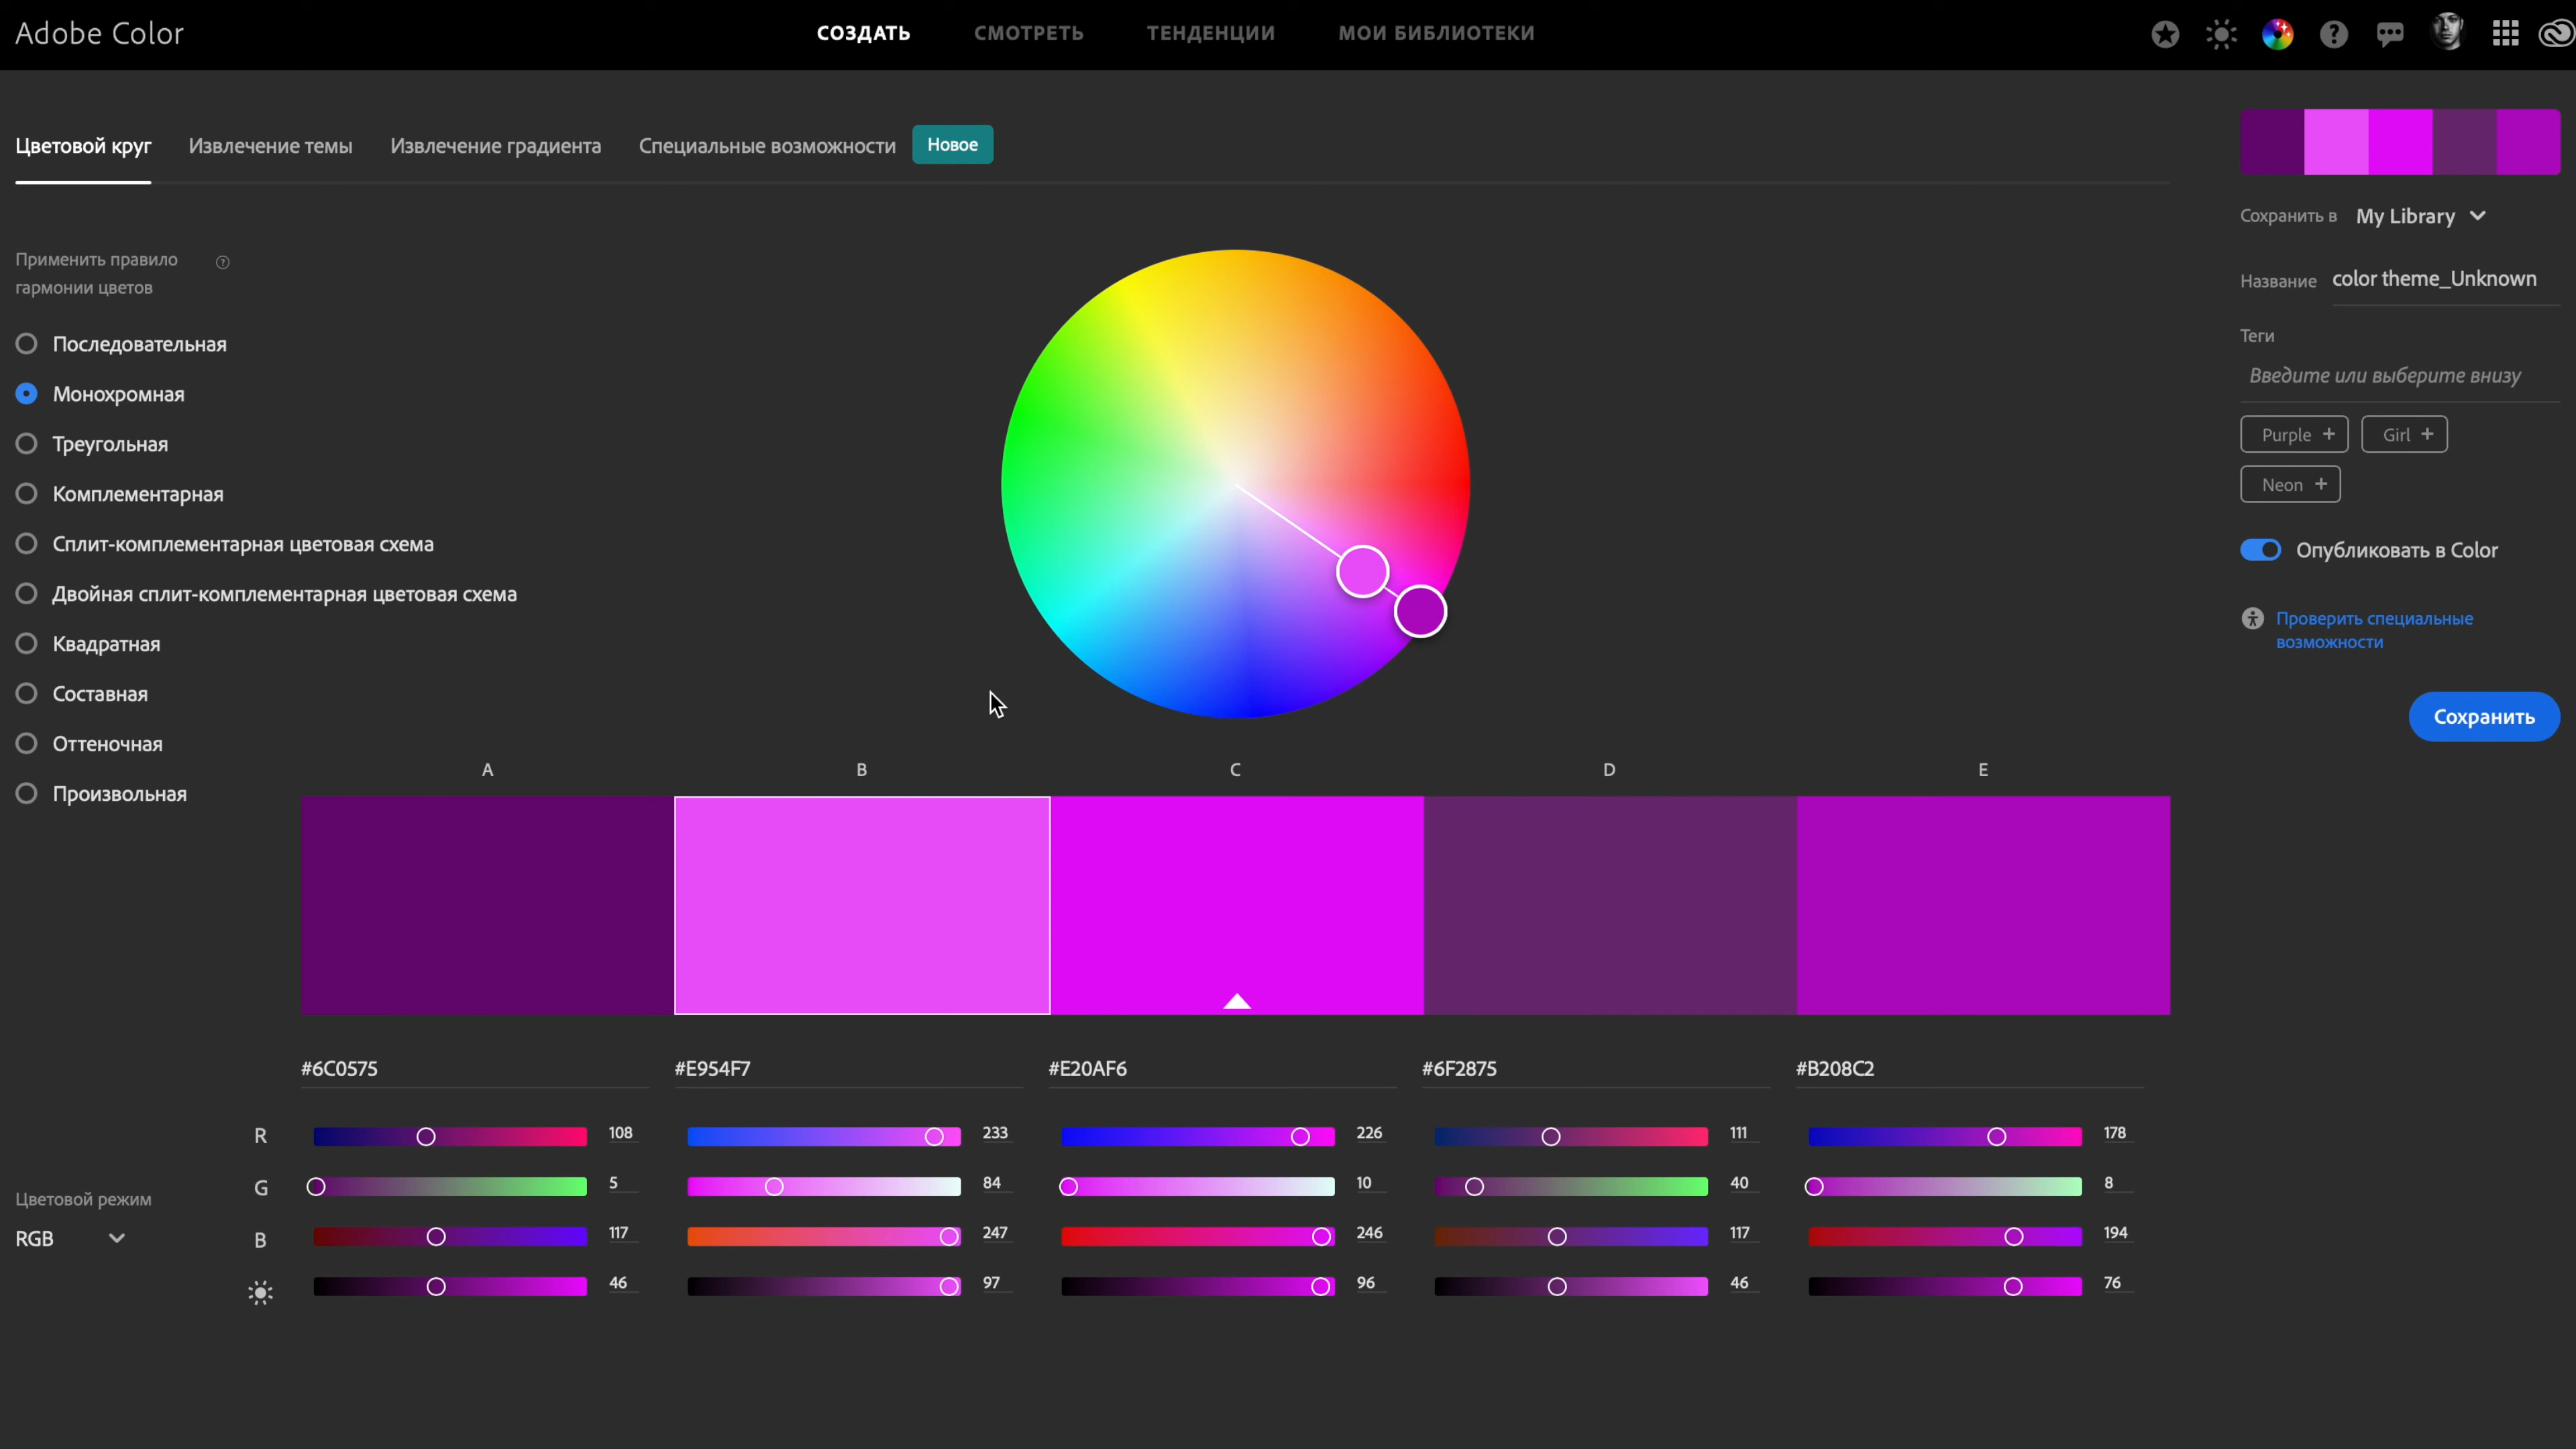 Adobe Color
СОЗДАТЬ СМОТРЕТЬ ТЕНДЕНЦИИ МОИ БИБЛИОТЕКИ
Цветовой круг Извлечение темы Извлечение градиента Специальные возможности Новое
Применить правило
гармонии цветов
Последовательная
Монохромная
Треугольная
Комплементарная
Сплит-комплементарная цветовая схема
Двойная сплит-комплементарная цветовая схема
Квадратная
Составная
Оттеночная
Произвольная
Сохранить в My Library
Название color theme_Unknown
Теги
Введите или выберите внизу
Purple + Girl +
Neon +
Опубликовать в Color
Проверить специальные
возможности
Сохранить
A B C D E
#6C0575 #E954F7 #E20AF6 #6F2875 #B208C2
R 108 233 226 111 178
G 5 84 10 40 8
B 117 247 246 117 194
46 97 96 46 76
Цветовой режим
RGB